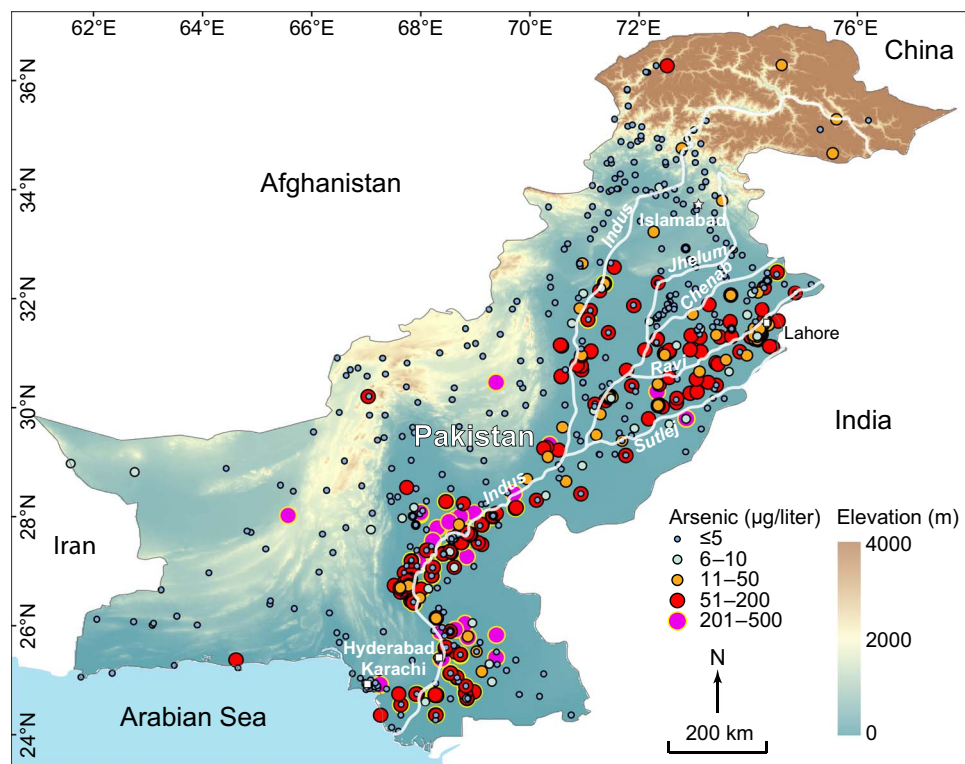 62°E 64°E 66°E 68°E 70°E 72°E 74°E 76°E
36°N
34°N
32°N
30°N
28°N
26°N
24°N
China
Afghanistan
Indus
Islamabad
Jhelum
Chenab
Lahore
Ravi
India
Pakistan
Sutlej
Indus
Iran
Arsenic (µg/liter)
≤5
6–10
11–50
51–200
201–500
Elevation (m)
4000
2000
0
Hyderabad
Karachi
N
200 km
Arabian Sea